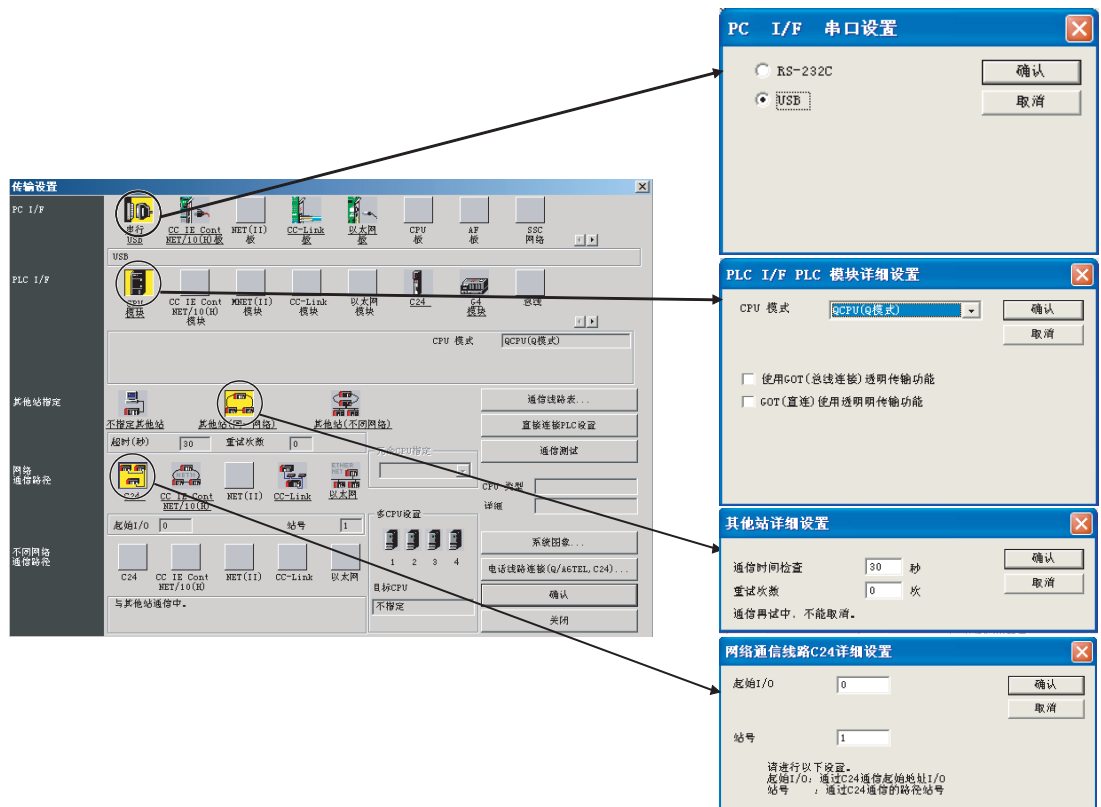 传输设置
PC I/F
串行
USB
CC IE Cont
NET/10(H)板
NET(II)
板
CC-Link
板
以太网
板
CPU
板
AF
板
SSC
网络
USB
PLC I/F
CPU
模块
CC IE Cont
NET/10(H)
模块
MNET(II)
模块
CC-Link
模块
以太网
模块
C24
G4
模块
总线
CPU 模式
QCPU(Q模式)
其他站指定
不指定其他站
其他站(同一网络)
其他站(不同网络)
超时(秒)
30
重试次数
0
网络
通信路径
C24
CC IE Cont
NET/10(H)
NET(II)
CC-Link
以太网
起始I/O
0
站号
1
不同网络
通信路径
C24
CC IE Cont
NET/10(H)
NET(II)
CC-Link
以太网
与其他站通信中。
冗余CPU指定
多CPU设置
1 2 3 4
目标CPU
不指定
通信线路表...
直接连接PLC设置
通信测试
CPU 类型
详细
系统图象...
电话线路连接(Q/A6TEL,C24)...
确认
关闭
PC I/F 串口设置
RS-232C
USB
确认
取消
PLC I/F PLC 模块详细设置
CPU 模式
QCPU(Q模式)
确认
取消
使用GOT(总线连接)透明传输功能
GOT(直连)使用透明明传输功能
其他站详细设置
通信时间检查
30
秒
重试次数
0
次
通信再试中, 不能取消。
确认
取消
网络通信线路C24详细设置
起始I/O
0
确认
取消
站号
1
请进行以下设置。
起始I/O: 通过C24通信起始地址I/O
站号 : 通过C24通信的路径站号